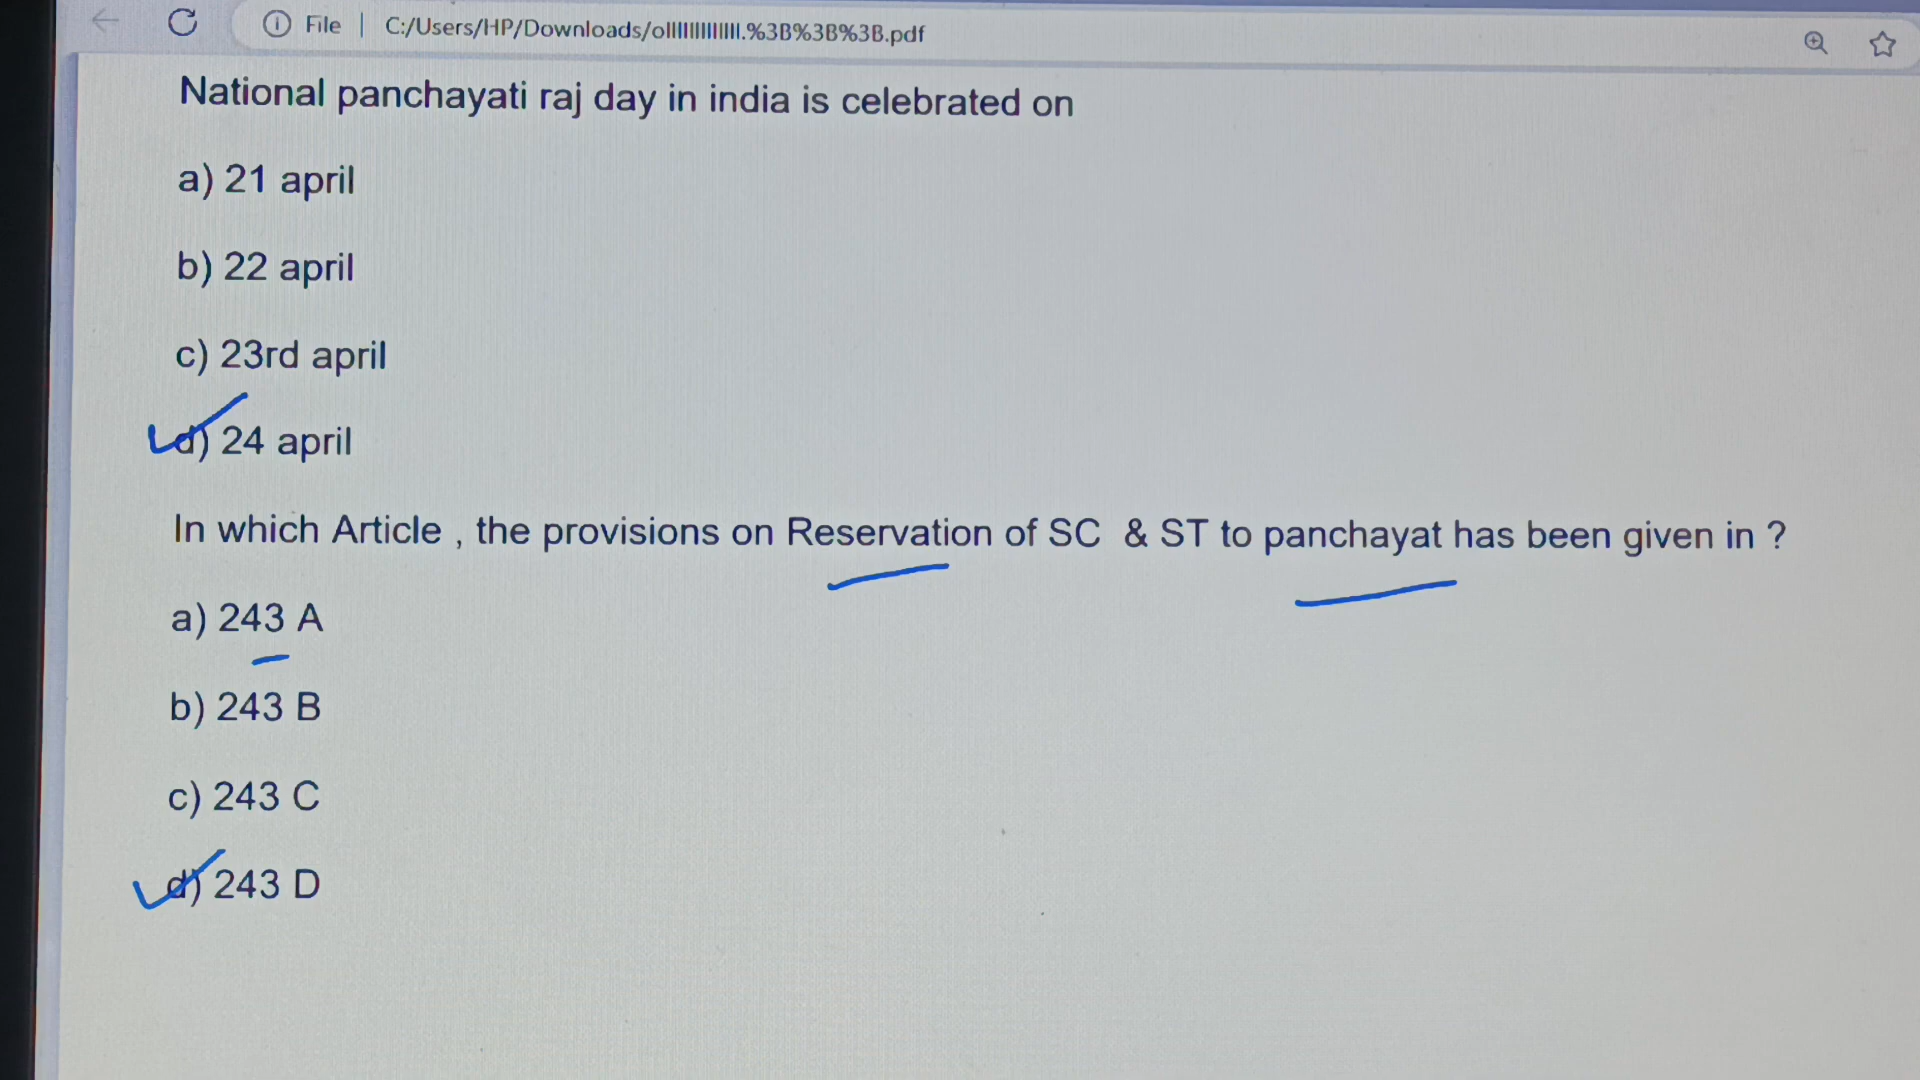 File | C:/Users/HP/Downloads/ollllllllllllll.%3B%3B%3B.pdf
National panchayati raj day in india is celebrated on
a) 21 april
b) 22 april
c) 23rd april
d) 24 april
In which Article , the provisions on Reservation of SC & ST to panchayat has been given in ?
a) 243 A
b) 243 B
c) 243 C
d) 243 D